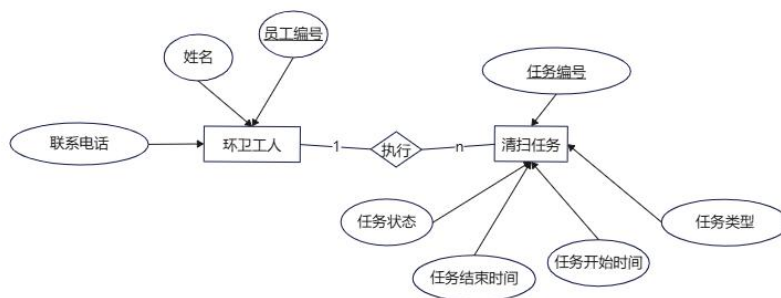 员工编号
姓名
任务编号
联系电话
环卫工人
1
执行
n
清扫任务
任务状态
任务类型
任务结束时间
任务开始时间